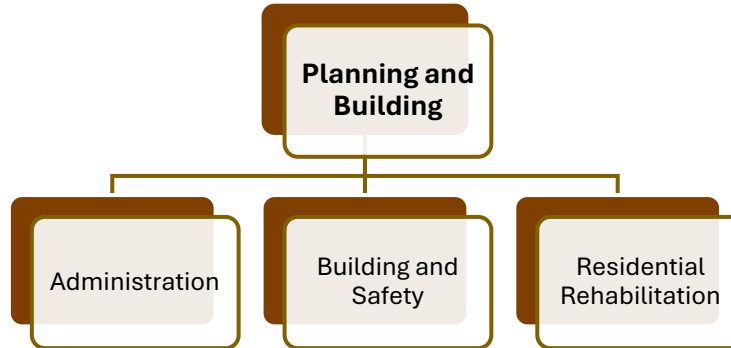 Planning and
Building
Administration
Building and
Safety
Residential
Rehabilitation